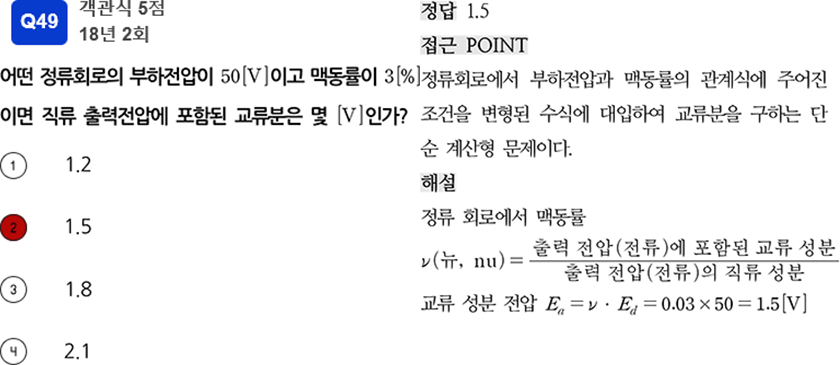 Q49
객관식 5점
18년 2회
어떤 정류회로의 부하전압이 50[V]이고 맥동률이 3[%]
이면 직류 출력전압에 포함된 교류분은 몇 [V]인가?
1 1.2
2 1.5
3 1.8
4 2.1
정답 1.5
접근 POINT
정류회로에서 부하전압과 맥동률의 관계식에 주어진
조건을 변형된 수식에 대입하여 교류분을 구하는 단
순 계산형 문제이다.
해설
정류 회로에서 맥동률
ν(뉴, nu) = 출력 전압(전류)에 포함된 교류 성분 / 출력 전압(전류)의 직류 성분
교류 성분 전압 E_a = ν · E_d = 0.03 × 50 = 1.5[V]